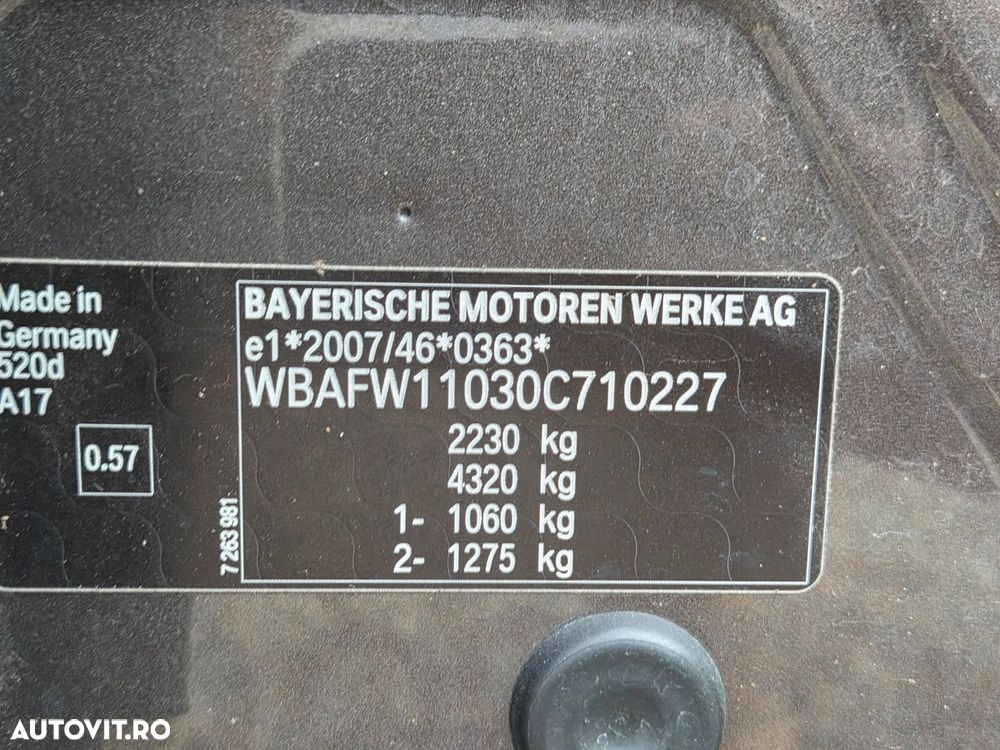 Made in
Germany
520d
A17
0.57
7 263 981
BAYERISCHE MOTOREN WERKE AG
e1*2007/46*0363*
WBAFW11030C710227
2230 kg
4320 kg
1- 1060 kg
2- 1275 kg
AUTOVIT.RO